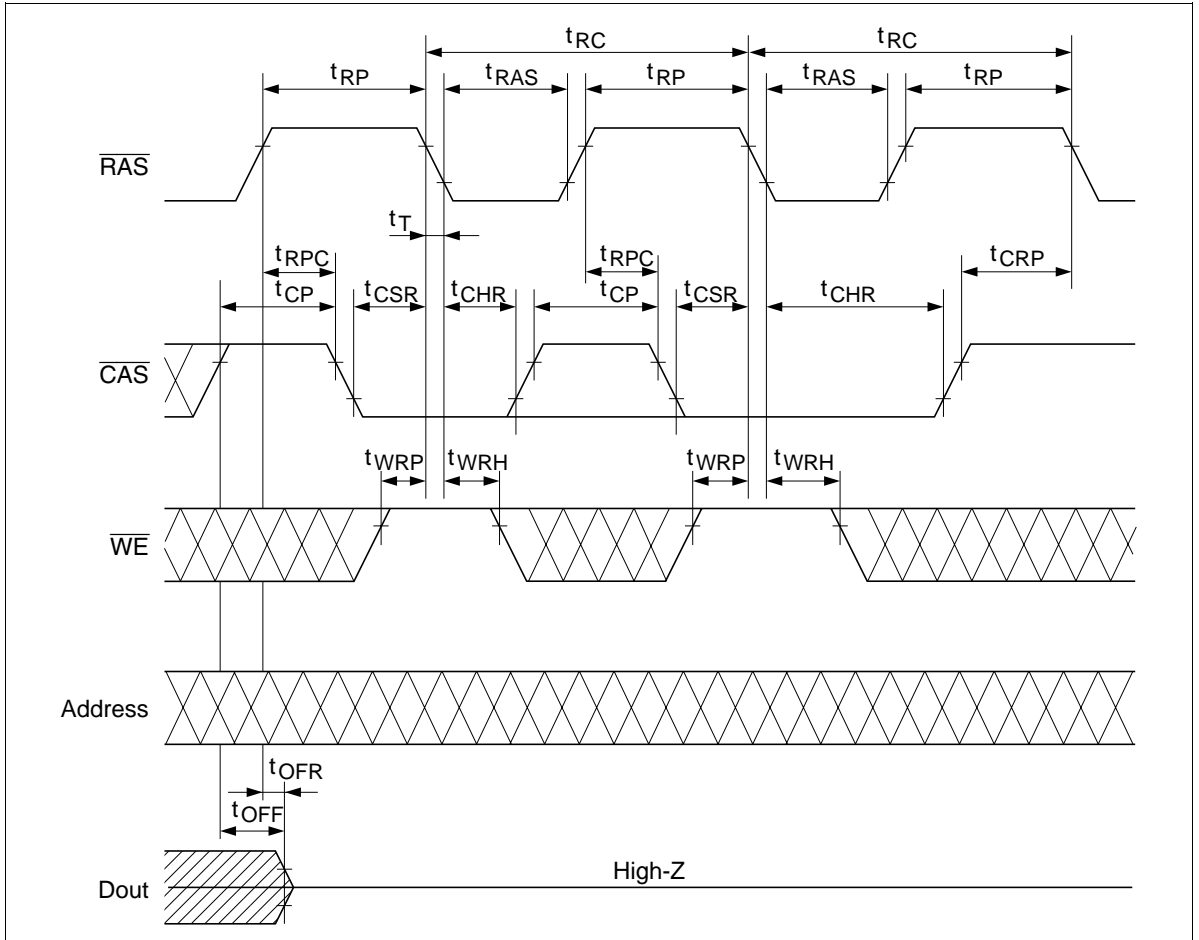 tRC tRC
tRP tRAS tRP tRAS tRP
RAS
tT
tRPC tRPC tCRP
tCP tCSR tCHR tCP tCSR tCHR
CAS
tWRP tWRH tWRP tWRH
WE
Address
tOFR
tOFF
High-Z
Dout